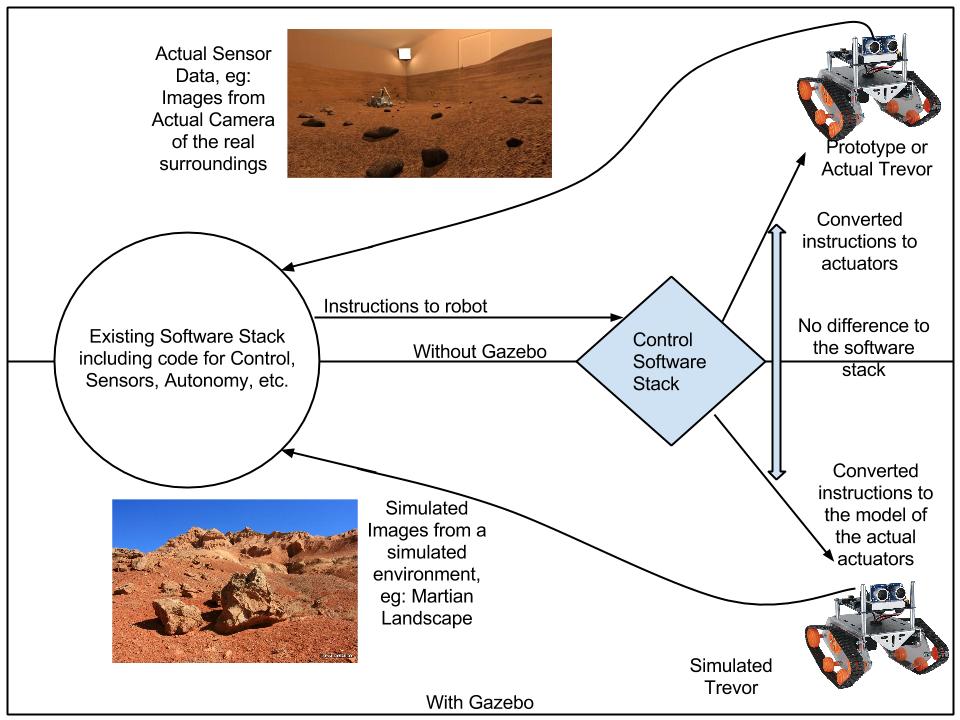 Actual Sensor
Data, eg:
Images from
Actual Camera
of the real
surroundings
Prototype or
Actual Trevor
Converted
instructions to
actuators
Instructions to robot
Existing Software Stack
including code for Control,
Sensors, Autonomy, etc.
Without Gazebo
Control
Software
Stack
No difference to
the software
stack
Converted
instructions to
the model of
the actual
actuators
Simulated
Images from a
simulated
environment,
eg: Martian
Landscape
Simulated
Trevor
With Gazebo